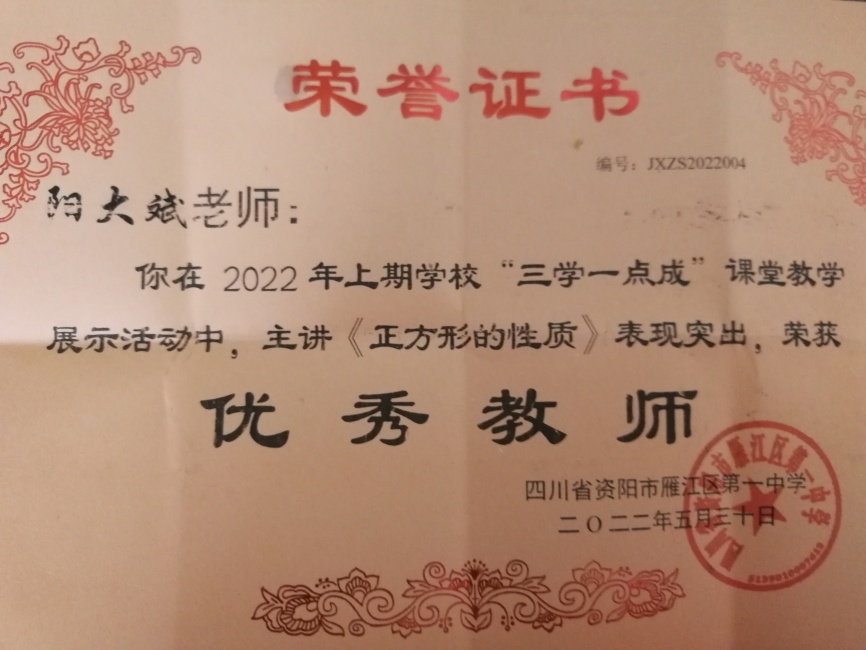 荣誉证书
编号：JXZS2022004
阳大斌老师：
你在 2022 年上期学校“三学一点成”课堂教学
展示活动中，主讲《正方形的性质》表现突出，荣获
优秀教师
四川省资阳市雁江区第一中学
二〇二二年五月三十日